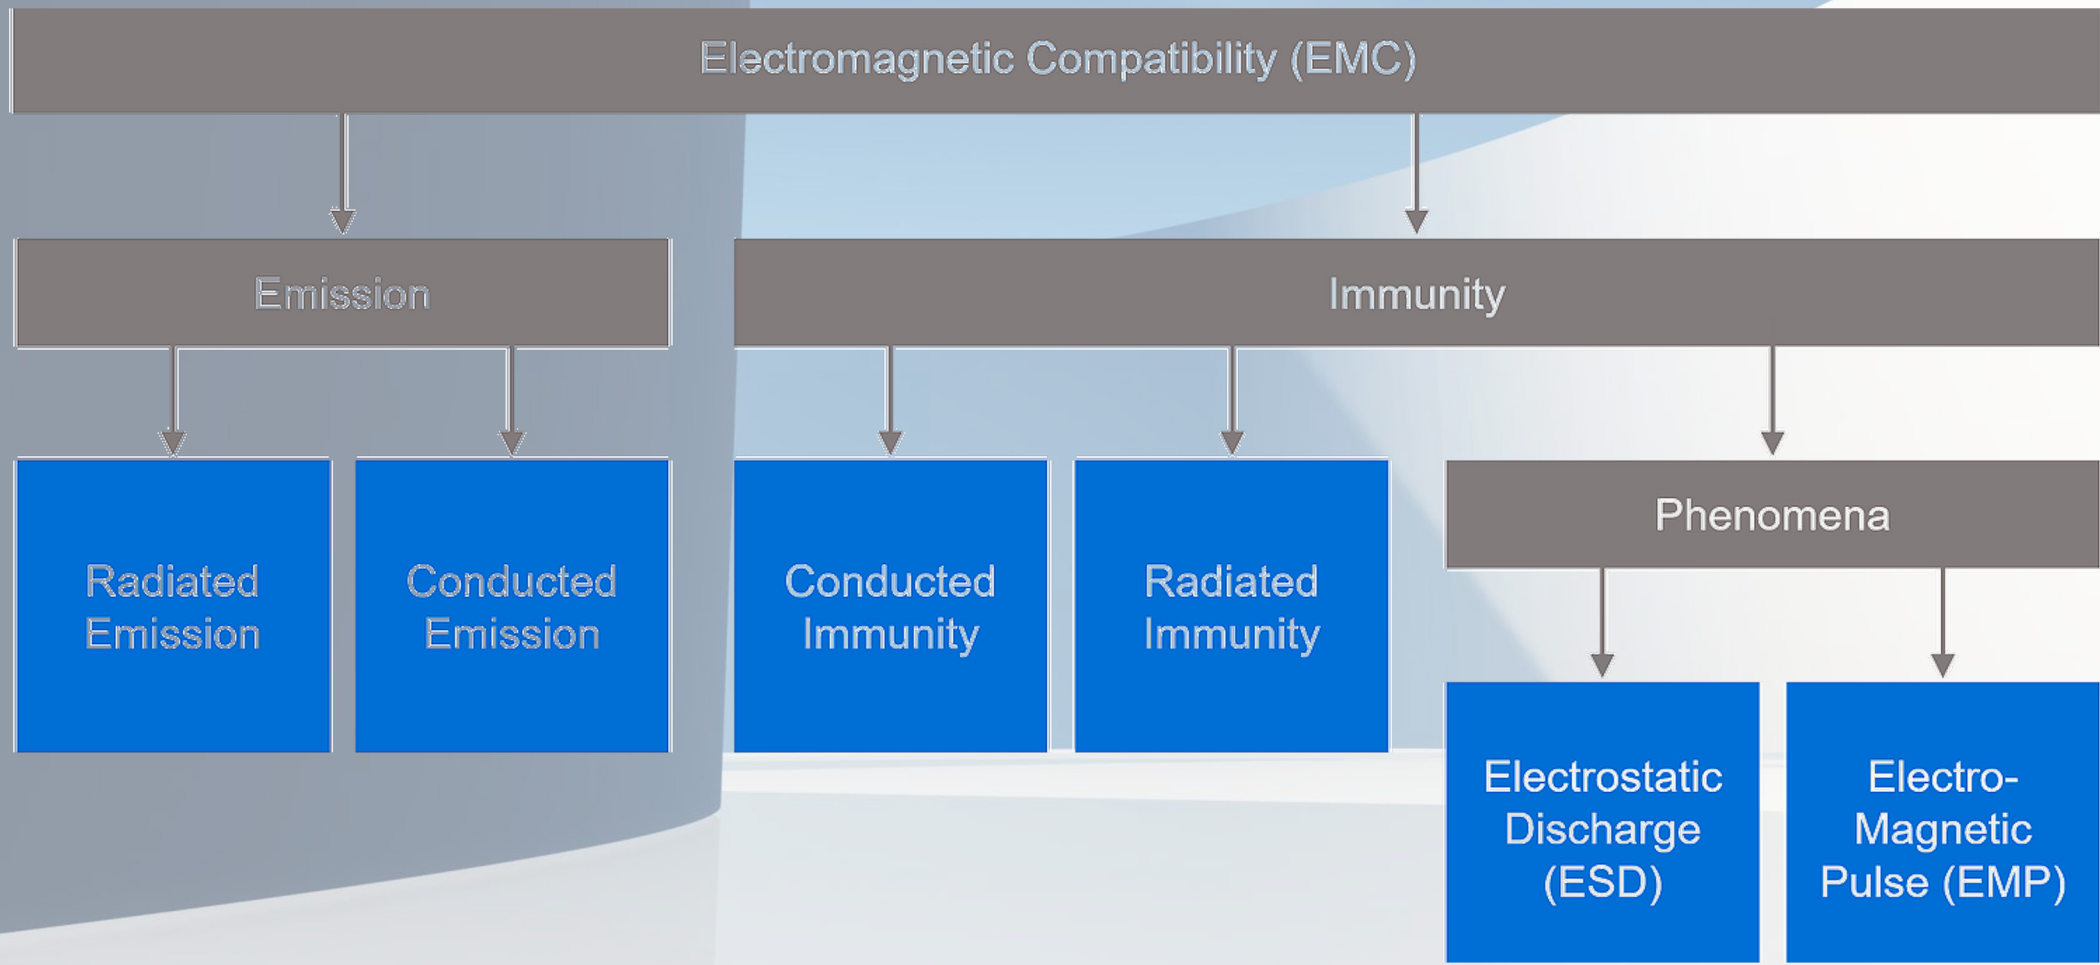 Electromagnetic Compatibility (EMC)
Emission
Immunity
Radiated
Emission
Conducted
Emission
Conducted
Immunity
Radiated
Immunity
Phenomena
Electrostatic
Discharge
(ESD)
Electro-
Magnetic
Pulse (EMP)